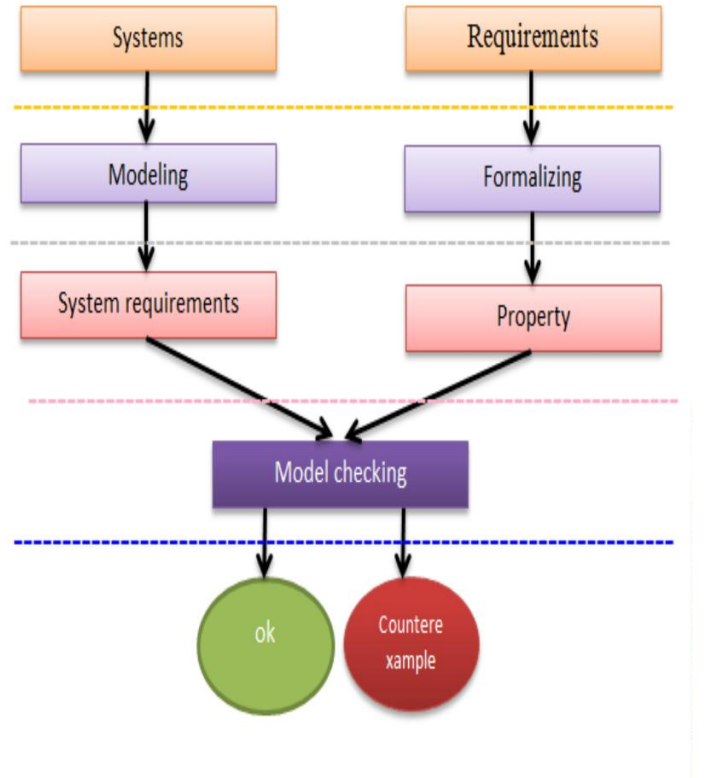 Systems
Requirements
Modeling
Formalizing
System requirements
Property
Model checking
ok
Countere
xample